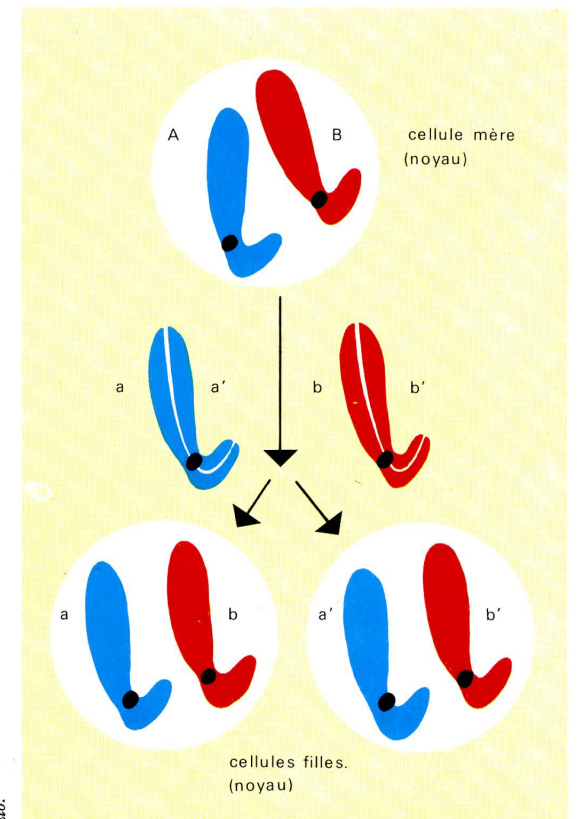 A
B
cellule mère
(noyau)
a
a′
b
b′
a
b
a′
b′
cellules filles.
(noyau)